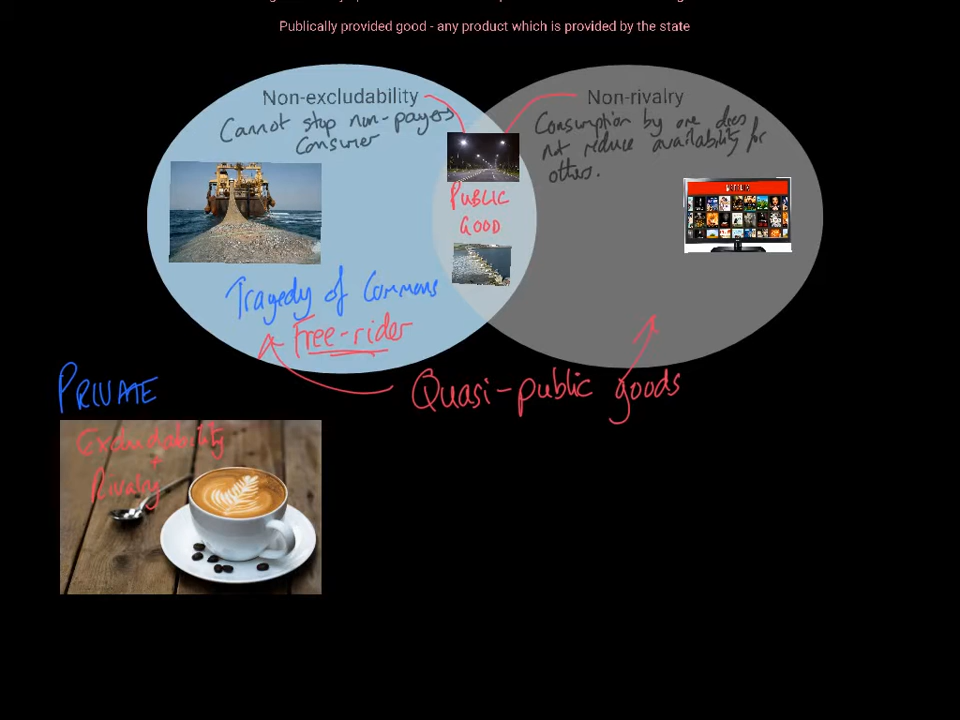 Publically provided good - any product which is provided by the state
Non-excludability
Cannot stop non-payers
consumer
Non-rivalry
Consumption by one does
not reduce availability for
others.
PUBLIC
GOOD
Tragedy of Commons
Free-rider
Quasi-public goods
PRIVATE
Excludability
+
Rivalry